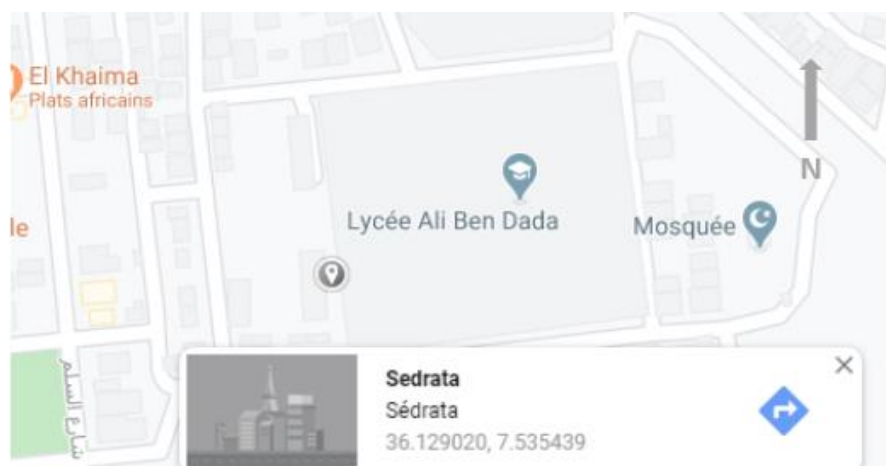 El Khaima
Plats africains
N
Lycée Ali Ben Dada
Mosquée
le
شارع السلم
Sedrata
Sédrata
36.129020, 7.535439